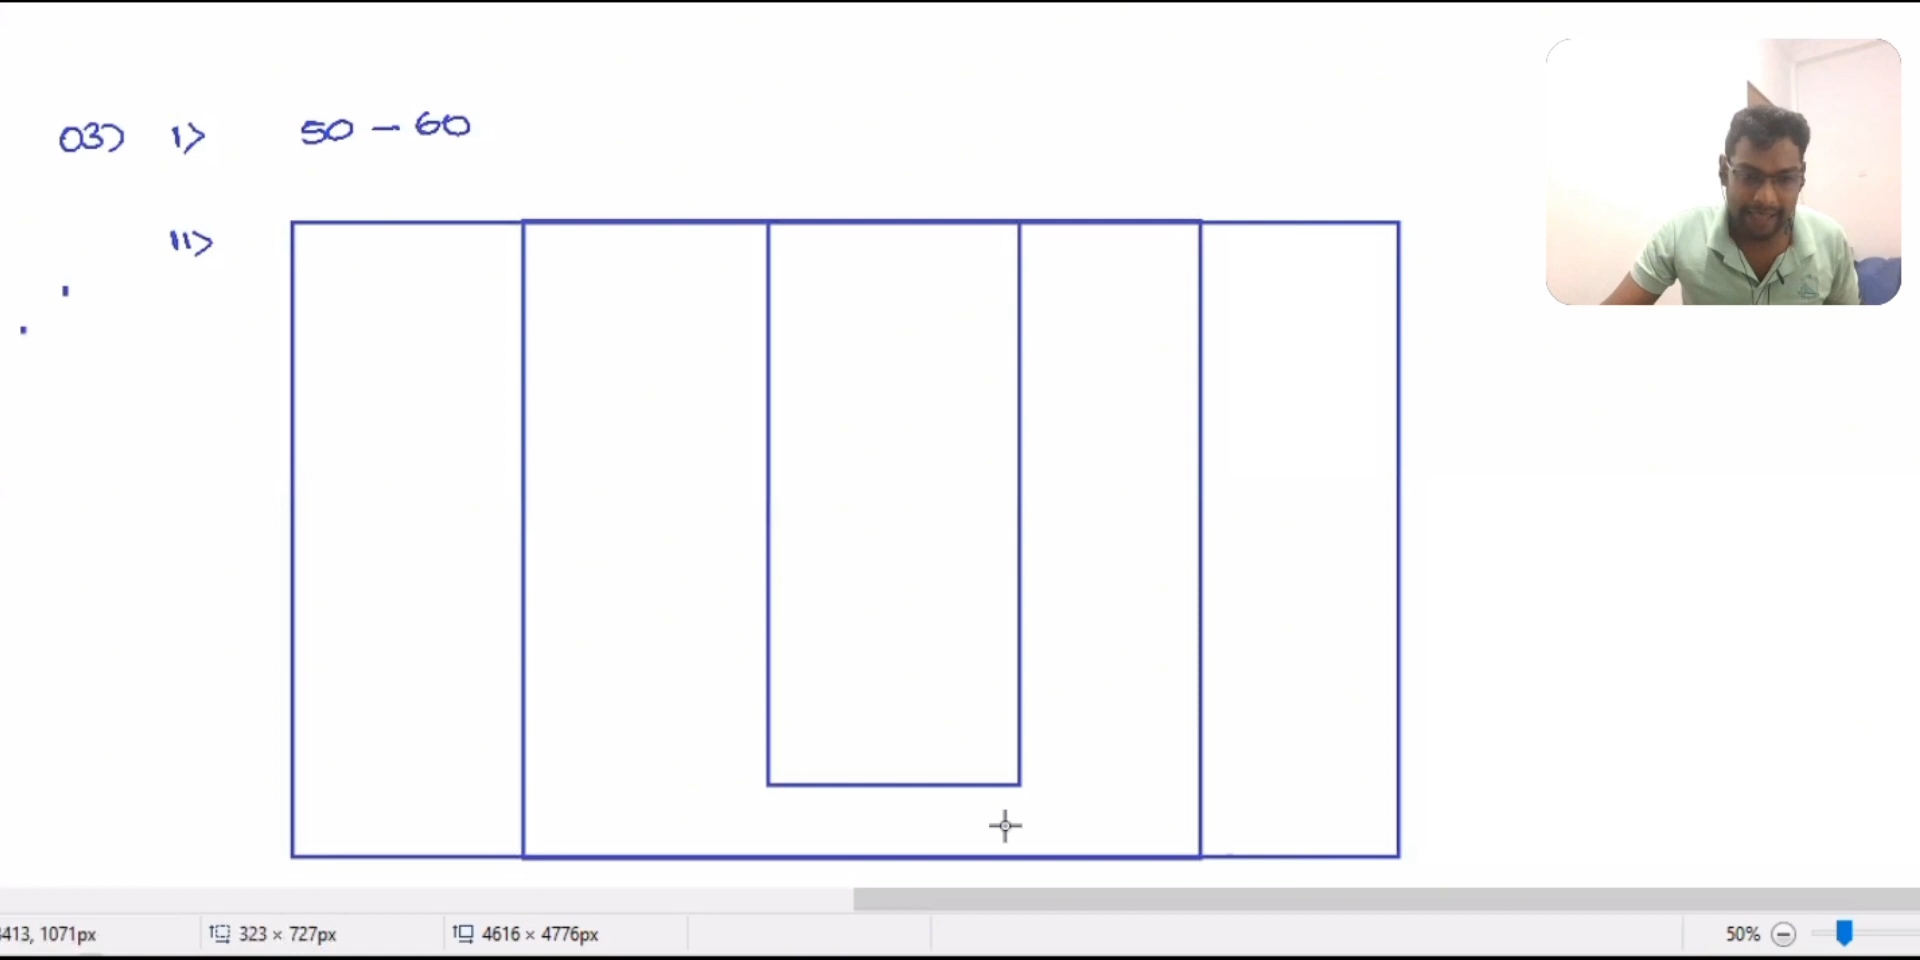 03) i> 50 - 60
ii>
413, 1071px 323 × 727px 4616 × 4776px 50%